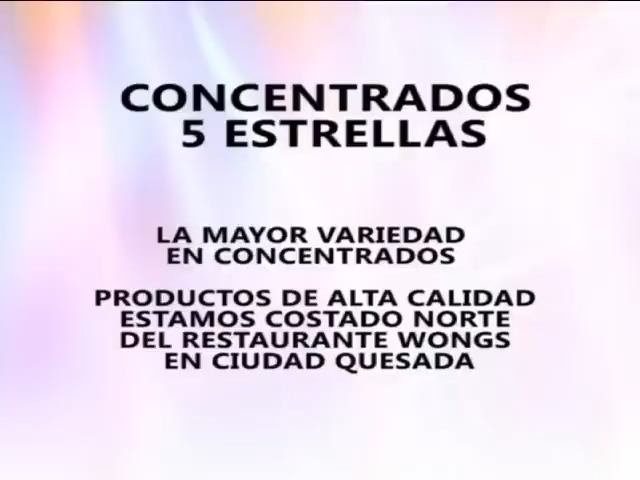 CONCENTRADOS
5 ESTRELLAS
LA MAYOR VARIEDAD
EN CONCENTRADOS
PRODUCTOS DE ALTA CALIDAD
ESTAMOS COSTADO NORTE
DEL RESTAURANTE WONGS
EN CIUDAD QUESADA